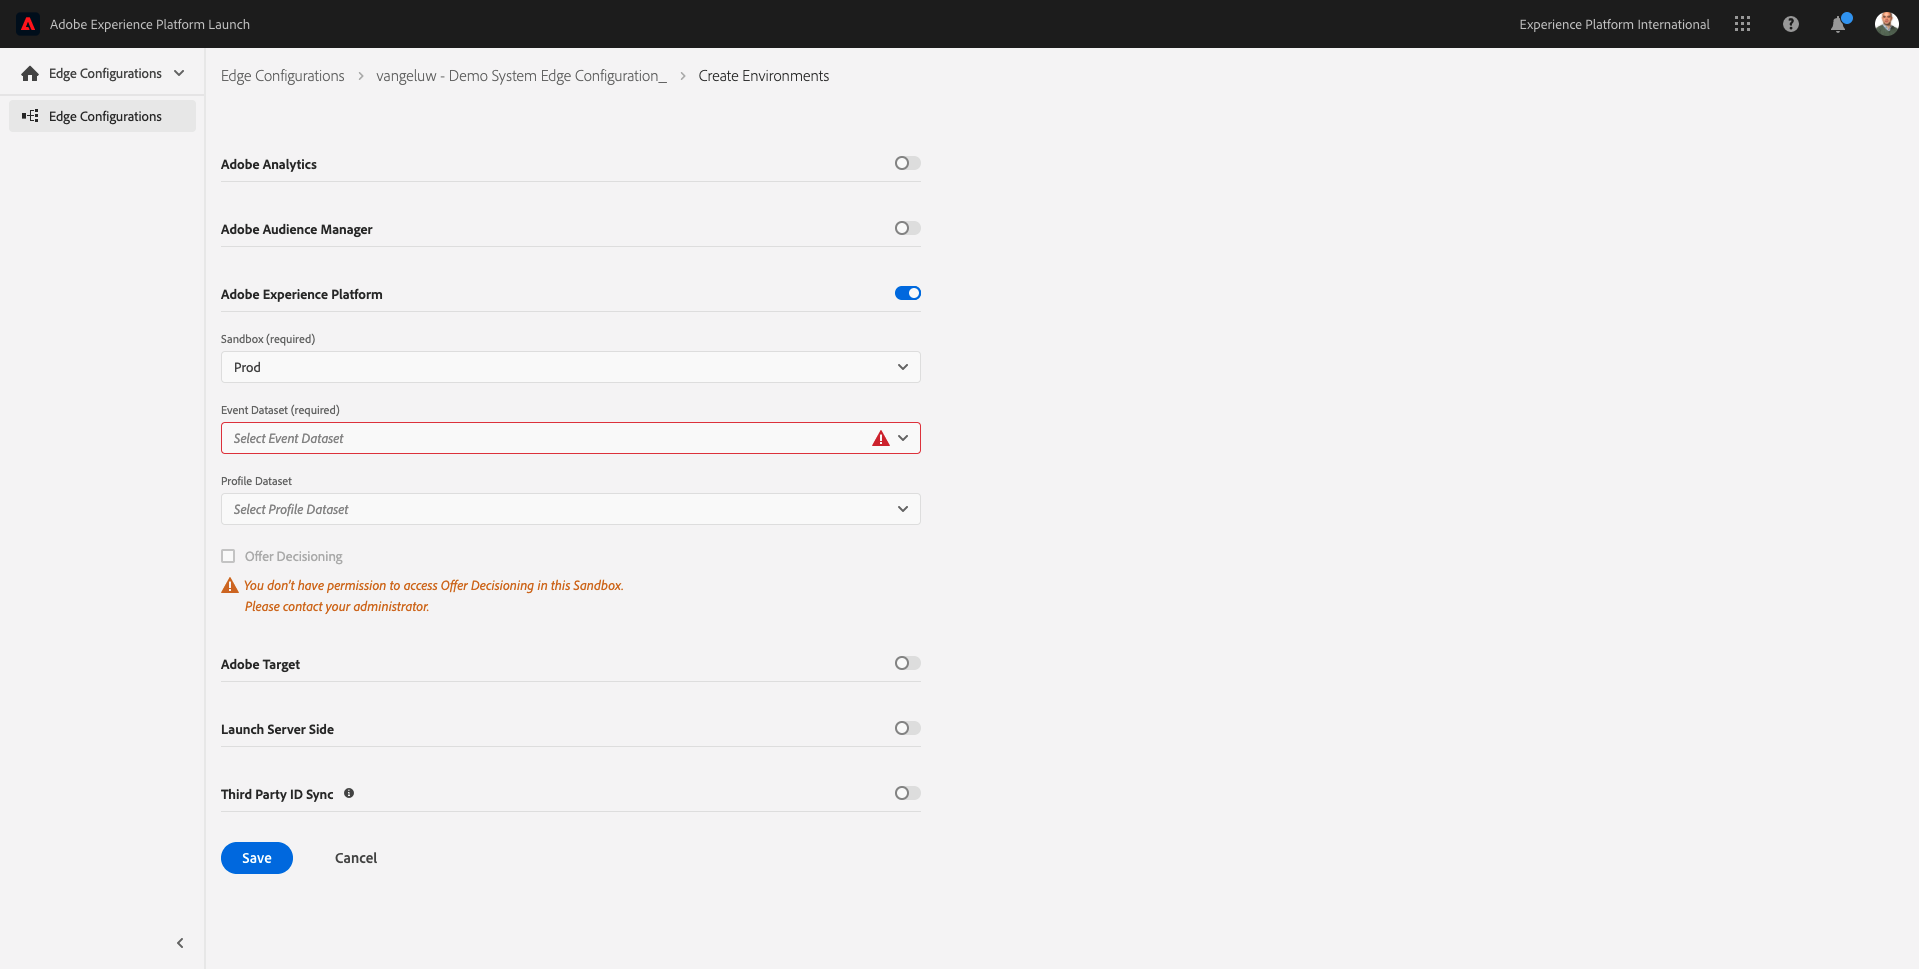 Adobe Experience Platform Launch
Experience Platform International
Edge Configurations
Edge Configurations
Edge Configurations > vangeluw - Demo System Edge Configuration_ > Create Environments
Adobe Analytics
Adobe Audience Manager
Adobe Experience Platform
Sandbox (required)
Prod
Event Dataset (required)
Select Event Dataset
Profile Dataset
Select Profile Dataset
Offer Decisioning
You don't have permission to access Offer Decisioning in this Sandbox.
Please contact your administrator.
Adobe Target
Launch Server Side
Third Party ID Sync
Save
Cancel